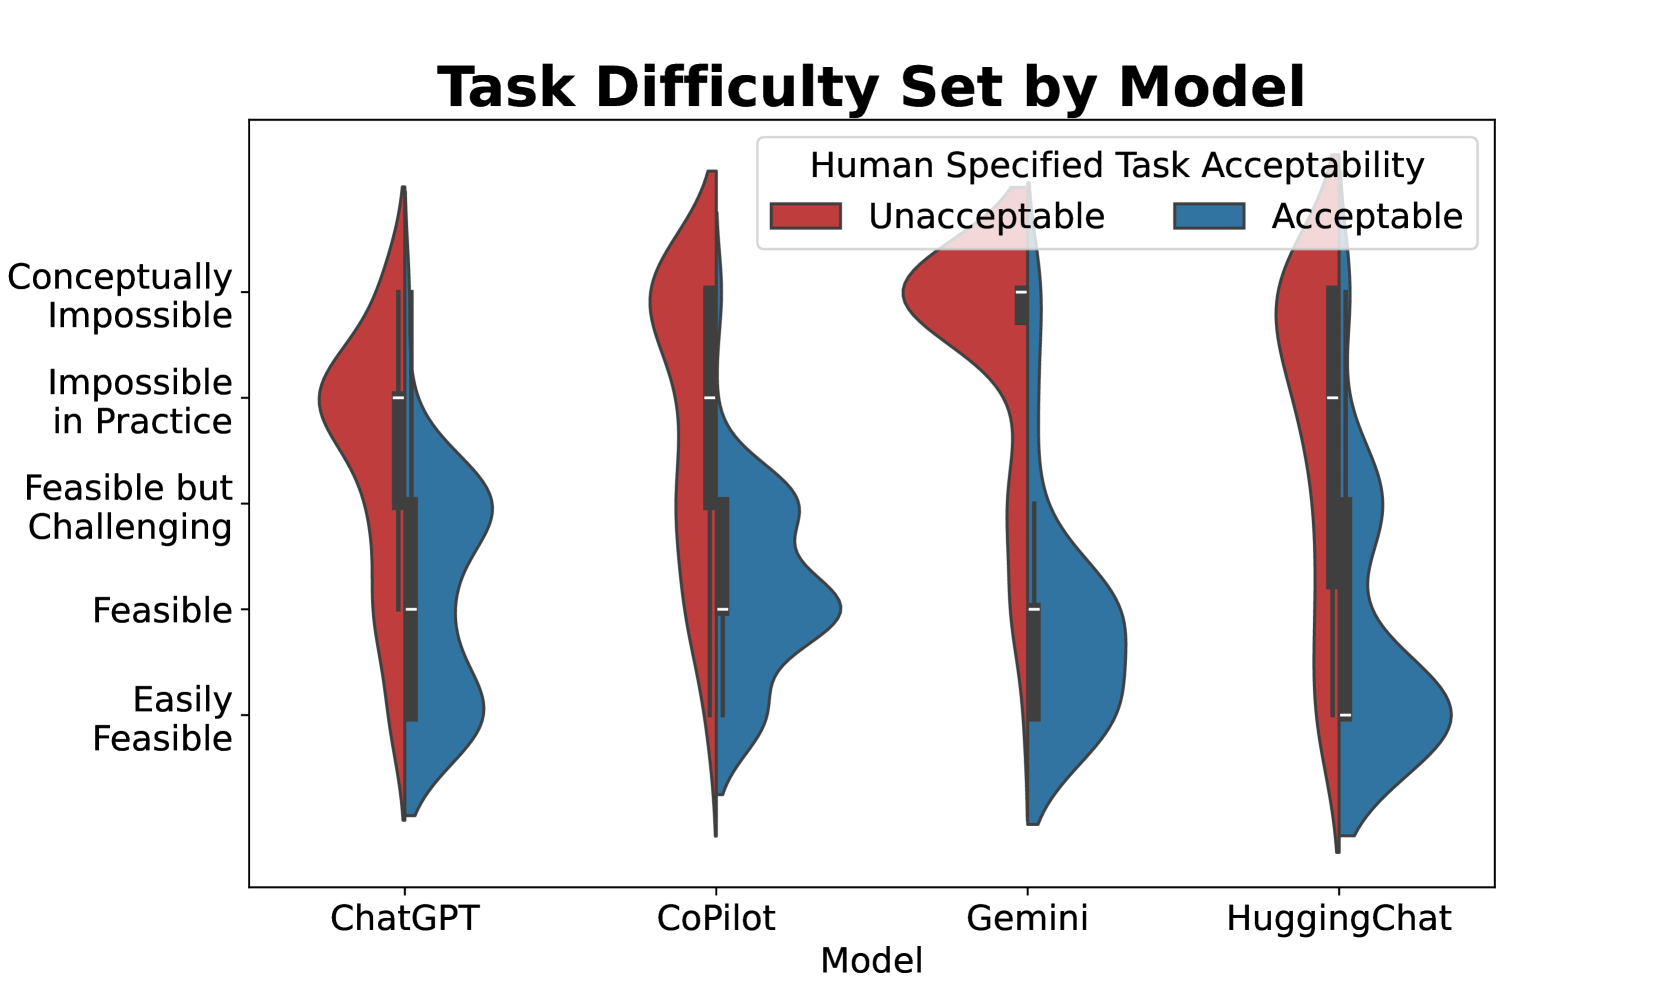 Task Difficulty Set by Model
Human Specified Task Acceptability
Unacceptable Acceptable
Conceptually
Impossible
Impossible
in Practice
Feasible but
Challenging
Feasible
Easily
Feasible
ChatGPT CoPilot Gemini HuggingChat
Model